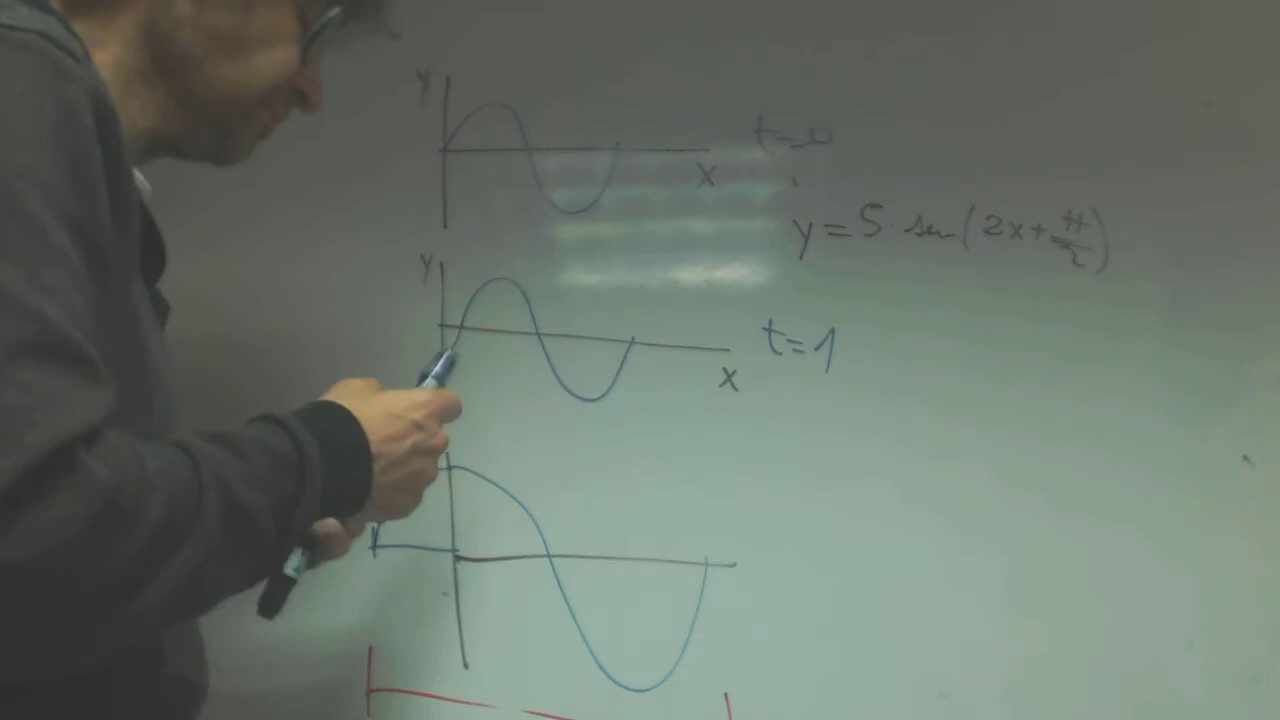 y
t=0
x
y = 5 · sen(2x + π/2)
y
t=1
x